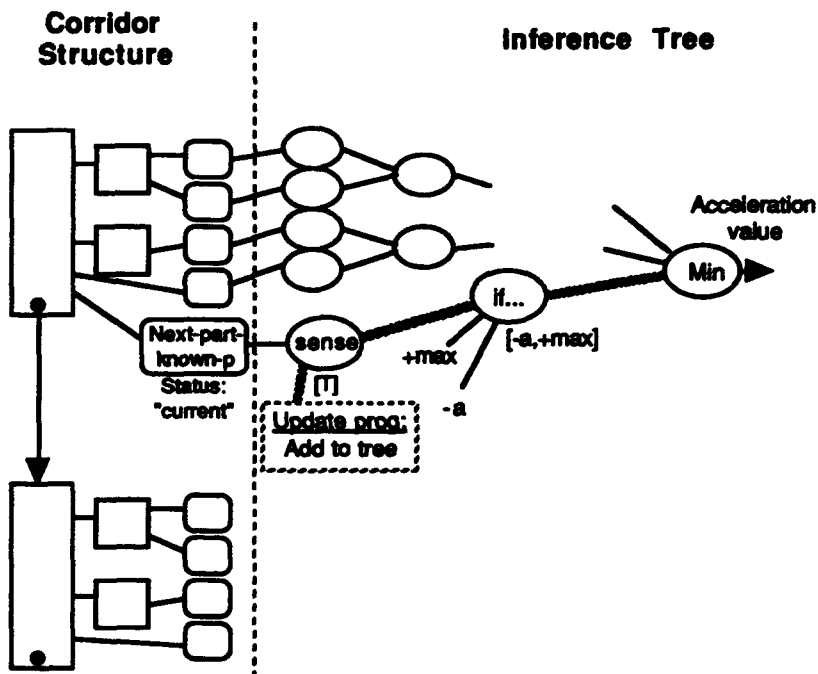 Corridor
Structure
Inference Tree
Acceleration
value
Min
if...
[-a,+max]
+max
-a
Next-part-
known-p
Status:
"current"
sense
[T]
Update prog:
Add to tree